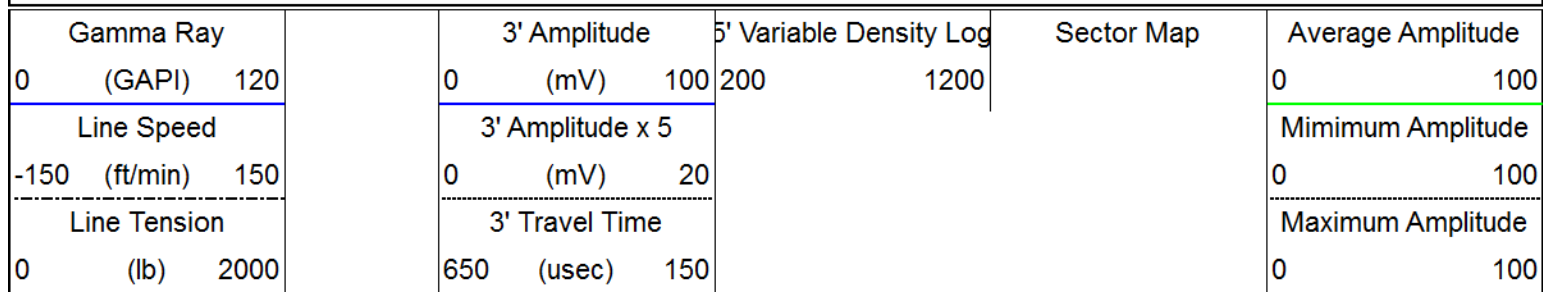 Gamma Ray 3' Amplitude 5' Variable Density Log Sector Map Average Amplitude
0 (GAPI) 120 0 (mV) 100 200 1200 0 100
Line Speed 3' Amplitude x 5 Mimimum Amplitude
-150 (ft/min) 150 0 (mV) 20 0 100
Line Tension 3' Travel Time Maximum Amplitude
0 (lb) 2000 650 (usec) 150 0 100